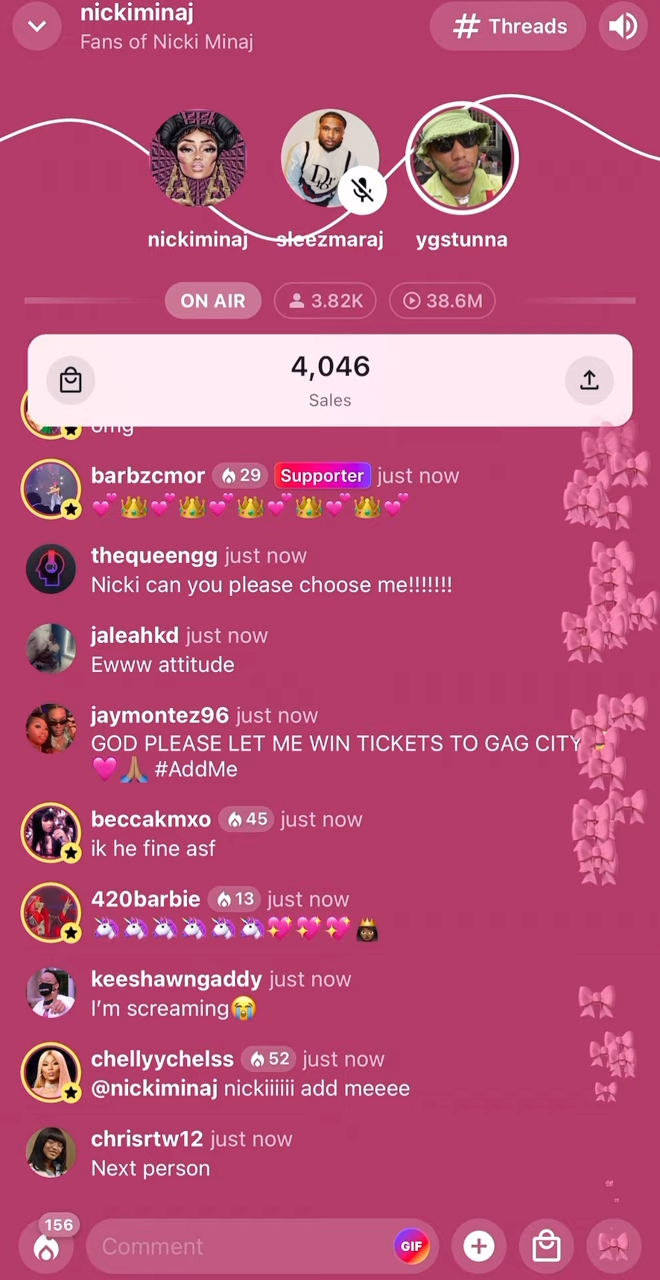 nickiminaj
Fans of Nicki Minaj
# Threads
nickiminaj sleezmaraj ygstunna
ON AIR 3.82K 38.6M
4,046
Sales
omg
barbzcmor 29 Supporter just now
💕👑💕👑💕👑💕👑💕👑💕
thequeengg just now
Nicki can you please choose me!!!!!!!
jaleahkd just now
Ewww attitude
jaymontez96 just now
GOD PLEASE LET ME WIN TICKETS TO GAG CITY
🩷🙏🏽 #AddMe
beccakmxo 45 just now
ik he fine asf
420barbie 13 just now
🦄🦄🦄🦄🦄🦄💖💖💖👸🏾
keeshawngaddy just now
I'm screaming😭
chellyychelss 52 just now
@nickiminaj nickiiiiii add meeee
chrisrtw12 just now
Next person
156
Comment GIF